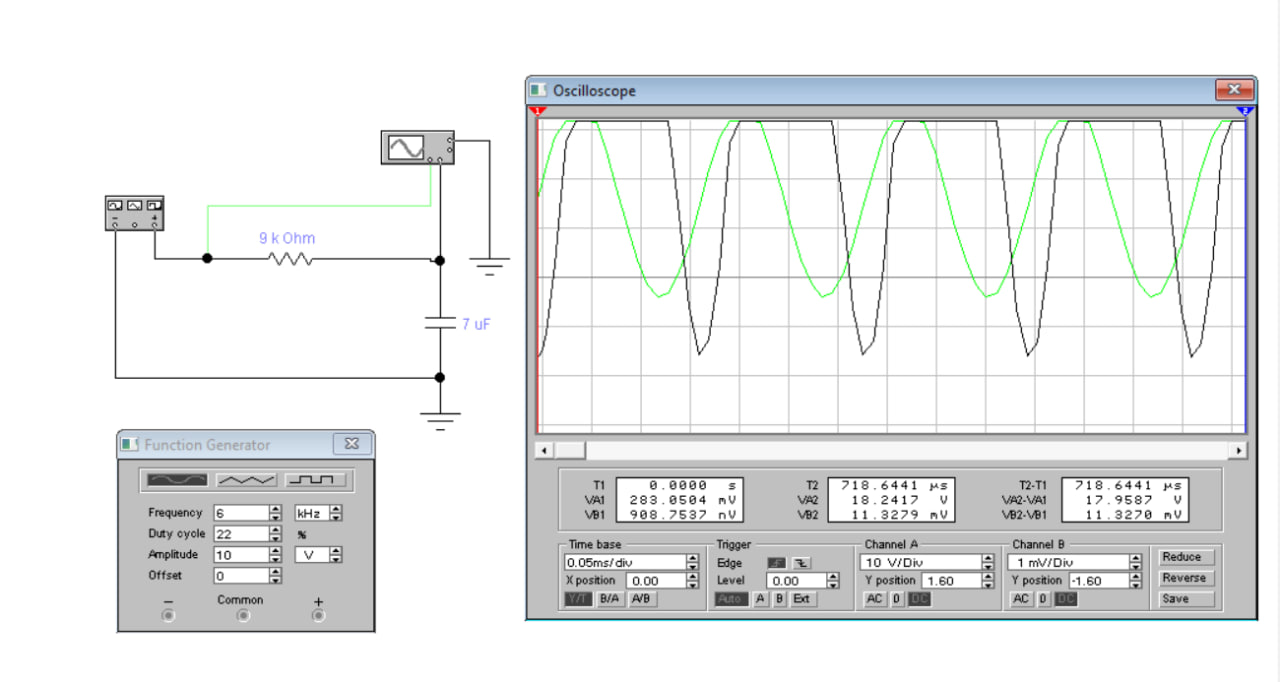 Oscilloscope
1
2
9 k Ohm
7 uF
Function Generator
Frequency 6 kHz
Duty cycle 22 %
Amplitude 10 V
Offset 0
− Common +
T1 0.0000 s
VA1 283.0504 mV
VB1 908.7537 nV
T2 718.6441 µs
VA2 18.2417 V
VB2 11.3279 mV
T2-T1 718.6441 µs
VA2-VA1 17.9587 V
VB2-VB1 11.3270 mV
Time base
0.05ms/div
X position 0.00
Y/T B/A A/B
Trigger
Edge
Level 0.00
Auto A B Ext
Channel A
10 V/Div
Y position 1.60
AC 0 DC
Channel B
1 mV/Div
Y position -1.60
AC 0 DC
Reduce
Reverse
Save